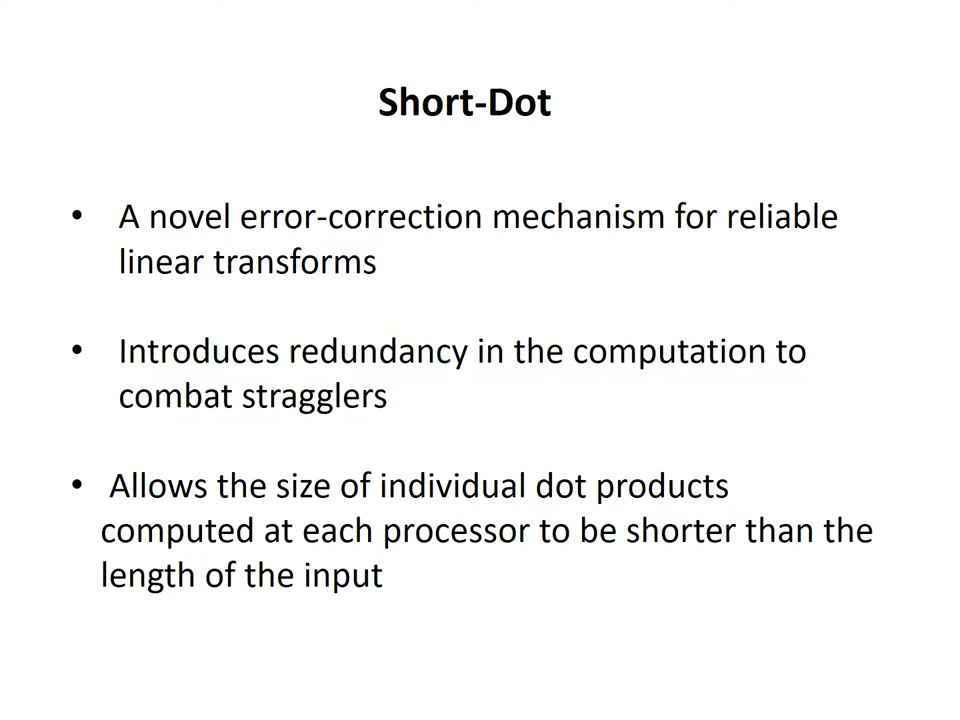 Short-Dot
• A novel error-correction mechanism for reliable
linear transforms
• Introduces redundancy in the computation to
combat stragglers
• Allows the size of individual dot products
computed at each processor to be shorter than the
length of the input